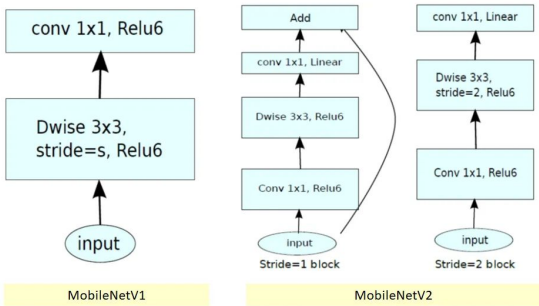 conv 1x1, Relu6
Dwise 3x3,
stride=s, Relu6
input
MobileNetV1
Add
conv 1x1, Linear
Dwise 3x3, Relu6
Conv 1x1, Relu6
input
Stride=1 block
conv 1x1, Linear
Dwise 3x3,
stride=2, Relu6
Conv 1x1, Relu6
input
Stride=2 block
MobileNetV2